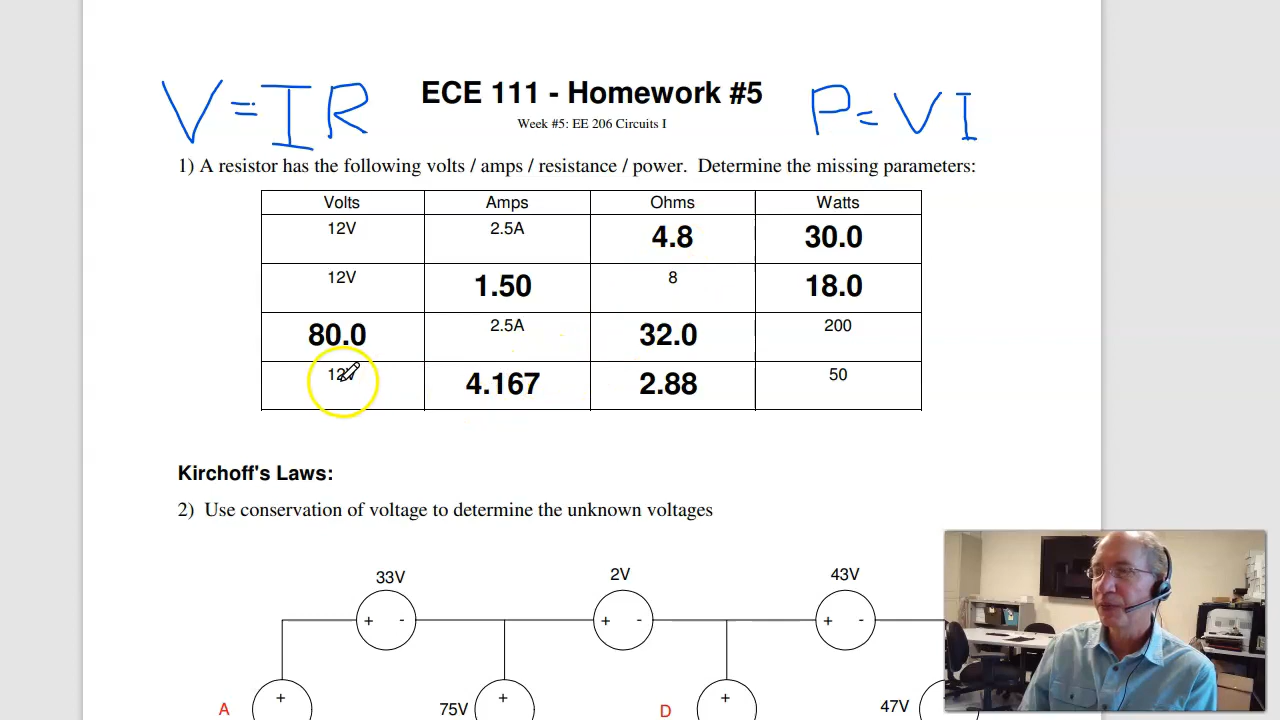 V = IR
ECE 111 - Homework #5
P = VI
Week #5: EE 206 Circuits I
1) A resistor has the following volts / amps / resistance / power. Determine the missing parameters:
Volts Amps Ohms Watts
12V 2.5A 4.8 30.0
12V 1.50 8 18.0
80.0 2.5A 32.0 200
12V 4.167 2.88 50
Kirchoff's Laws:
2) Use conservation of voltage to determine the unknown voltages
33V 2V 43V
+ - + - + -
+ + +
A 75V D 47V